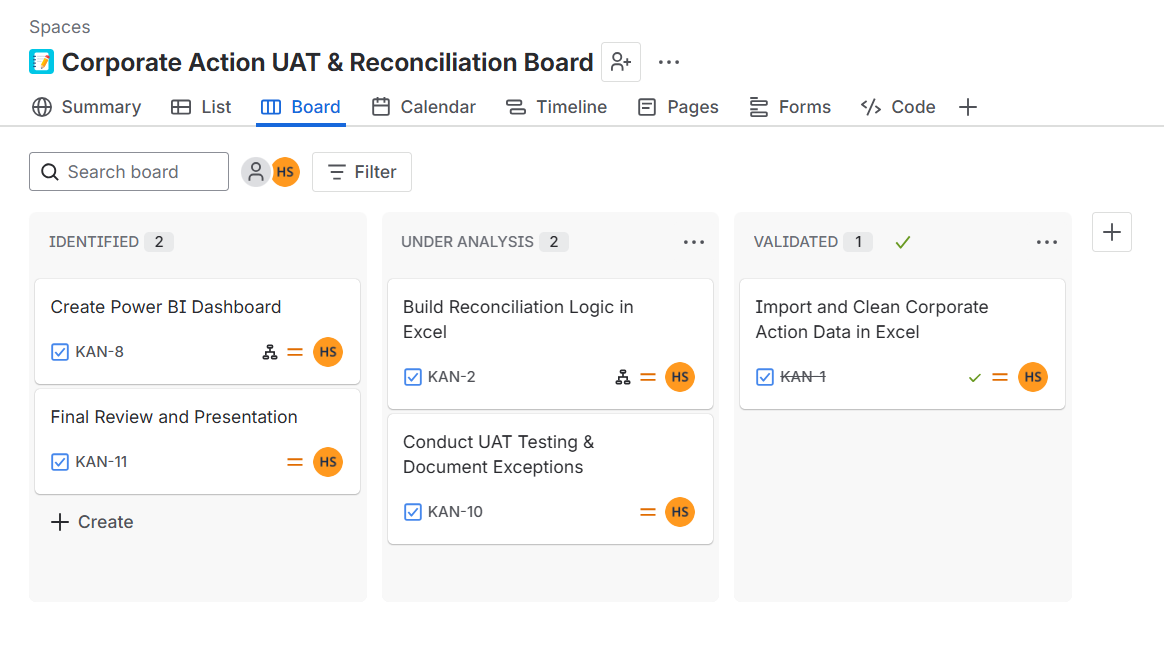 Spaces
Corporate Action UAT & Reconciliation Board
Summary List Board Calendar Timeline Pages Forms Code
Search board HS Filter
IDENTIFIED 2
Create Power BI Dashboard
KAN-8 HS
Final Review and Presentation
KAN-11 HS
Create
UNDER ANALYSIS 2
Build Reconciliation Logic in
Excel
KAN-2 HS
Conduct UAT Testing &
Document Exceptions
KAN-10 HS
VALIDATED 1
Import and Clean Corporate
Action Data in Excel
KAN-1 HS